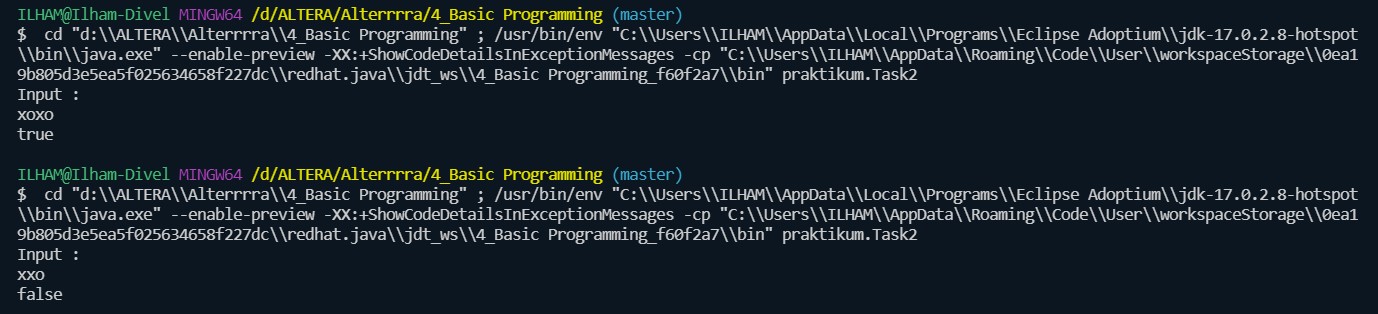 ILHAM@Ilham-Divel MINGW64 /d/ALTERA/Alterrrra/4_Basic Programming (master)
$  cd "d:\\ALTERA\\Alterrrra\\4_Basic Programming" ; /usr/bin/env "C:\\Users\\ILHAM\\AppData\\Local\\Programs\\Eclipse Adoptium\\jdk-17.0.2.8-hotspot
\\bin\\java.exe" --enable-preview -XX:+ShowCodeDetailsInExceptionMessages -cp "C:\\Users\\ILHAM\\AppData\\Roaming\\Code\\User\\workspaceStorage\\0ea1
9b805d3e5ea5f025634658f227dc\\redhat.java\\jdt_ws\\4_Basic Programming_f60f2a7\\bin" praktikum.Task2
Input :
xoxo
true
ILHAM@Ilham-Divel MINGW64 /d/ALTERA/Alterrrra/4_Basic Programming (master)
$  cd "d:\\ALTERA\\Alterrrra\\4_Basic Programming" ; /usr/bin/env "C:\\Users\\ILHAM\\AppData\\Local\\Programs\\Eclipse Adoptium\\jdk-17.0.2.8-hotspot
\\bin\\java.exe" --enable-preview -XX:+ShowCodeDetailsInExceptionMessages -cp "C:\\Users\\ILHAM\\AppData\\Roaming\\Code\\User\\workspaceStorage\\0ea1
9b805d3e5ea5f025634658f227dc\\redhat.java\\jdt_ws\\4_Basic Programming_f60f2a7\\bin" praktikum.Task2
Input :
xxo
false